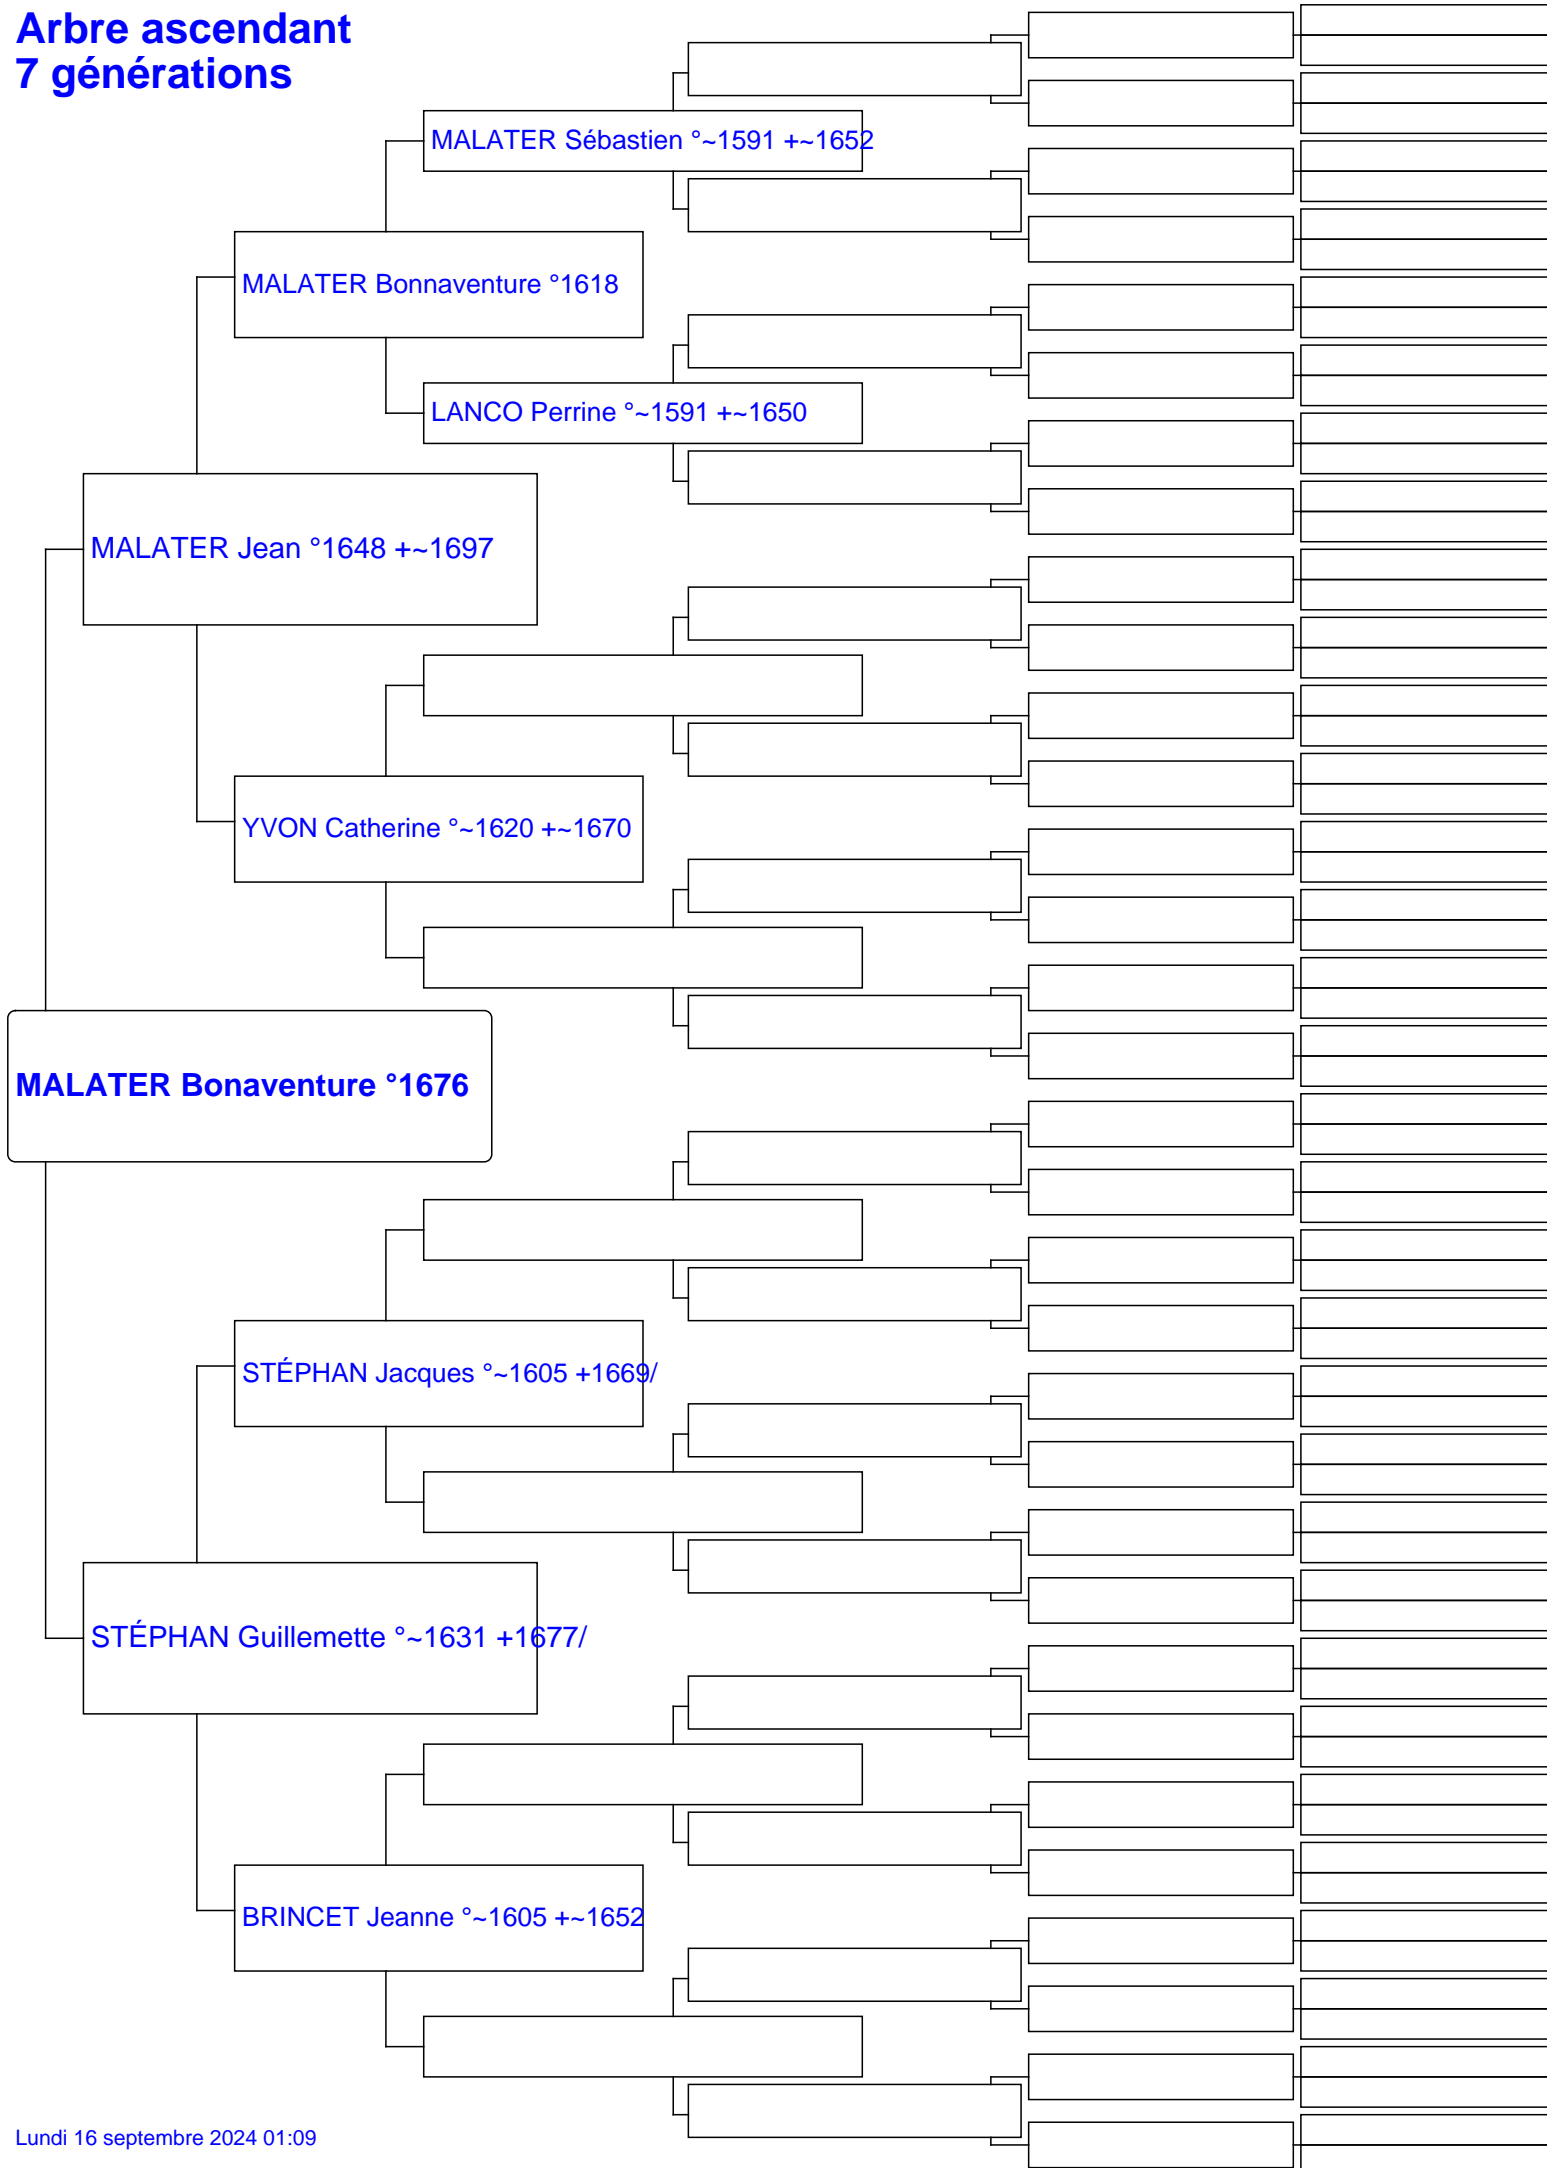 Arbre ascendant
7 générations
MALATER Sébastien °~1591 +~1652
MALATER Bonnaventure °1618
LANCO Perrine °~1591 +~1650
MALATER Jean °1648 +~1697
YVON Catherine °~1620 +~1670
MALATER Bonaventure °1676
STÉPHAN Jacques °~1605 +1669/
STÉPHAN Guillemette °~1631 +1677/
BRINCET Jeanne °~1605 +~1652
Lundi 16 septembre 2024 01:09